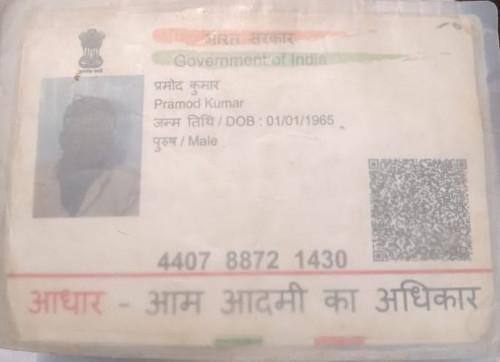 भारत सरकार
Government of India
प्रमोद कुमार
Pramod Kumar
जन्म तिथि / DOB : 01/01/1965
पुरुष / Male
4407 8872 1430
आधार - आम आदमी का अधिकार